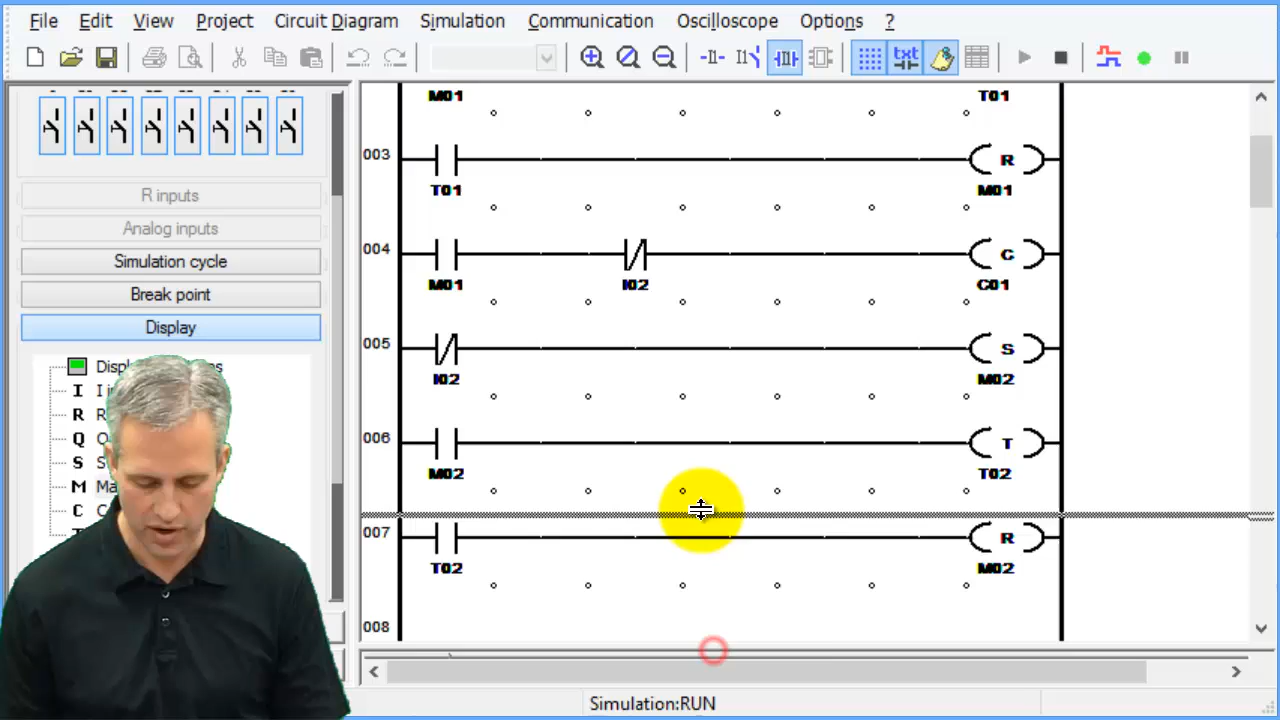 File Edit View Project Circuit Diagram Simulation Communication Oscilloscope Options ?
txt
M01 T01
003 R
T01 M01
R inputs
Analog inputs
004 C
M01 I02 C01
Simulation cycle
Break point
Display
005 S
I02 M02
I I
R R
Q
S S
M Ma
C
006 T
M02 T02
007 R
T02 M02
008
Simulation:RUN